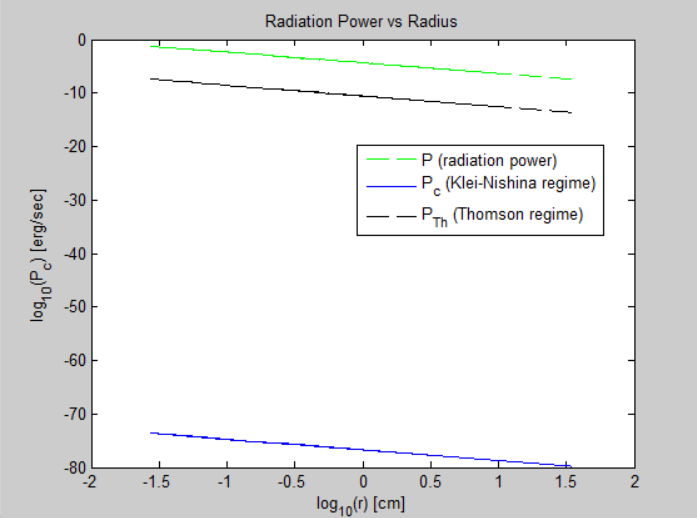 Radiation Power vs Radius
0
-10
-20
-30
-40
-50
-60
-70
-80
log10(Pc) [erg/sec]
P (radiation power)
Pc (Klei-Nishina regime)
PTh (Thomson regime)
-2 -1.5 -1 -0.5 0 0.5 1 1.5 2
log10(r) [cm]